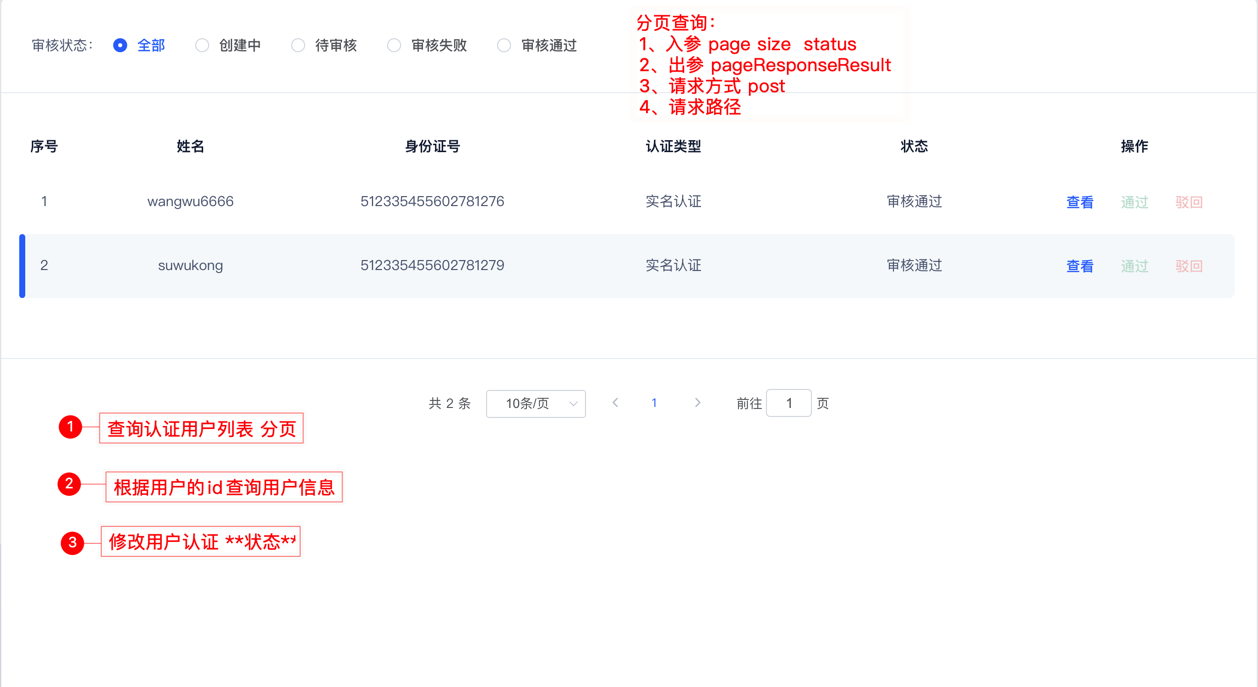 审核状态： 全部 创建中 待审核 审核失败 审核通过
分页查询：
1、入参 page size status
2、出参 pageResponseResult
3、请求方式 post
4、请求路径
序号 姓名 身份证号 认证类型 状态 操作
1 wangwu6666 512335455602781276 实名认证 审核通过 查看 通过 驳回
2 suwukong 512335455602781279 实名认证 审核通过 查看 通过 驳回
共 2 条 10条/页 1 前往 1 页
1 查询认证用户列表 分页
2 根据用户的id查询用户信息
3 修改用户认证 **状态**